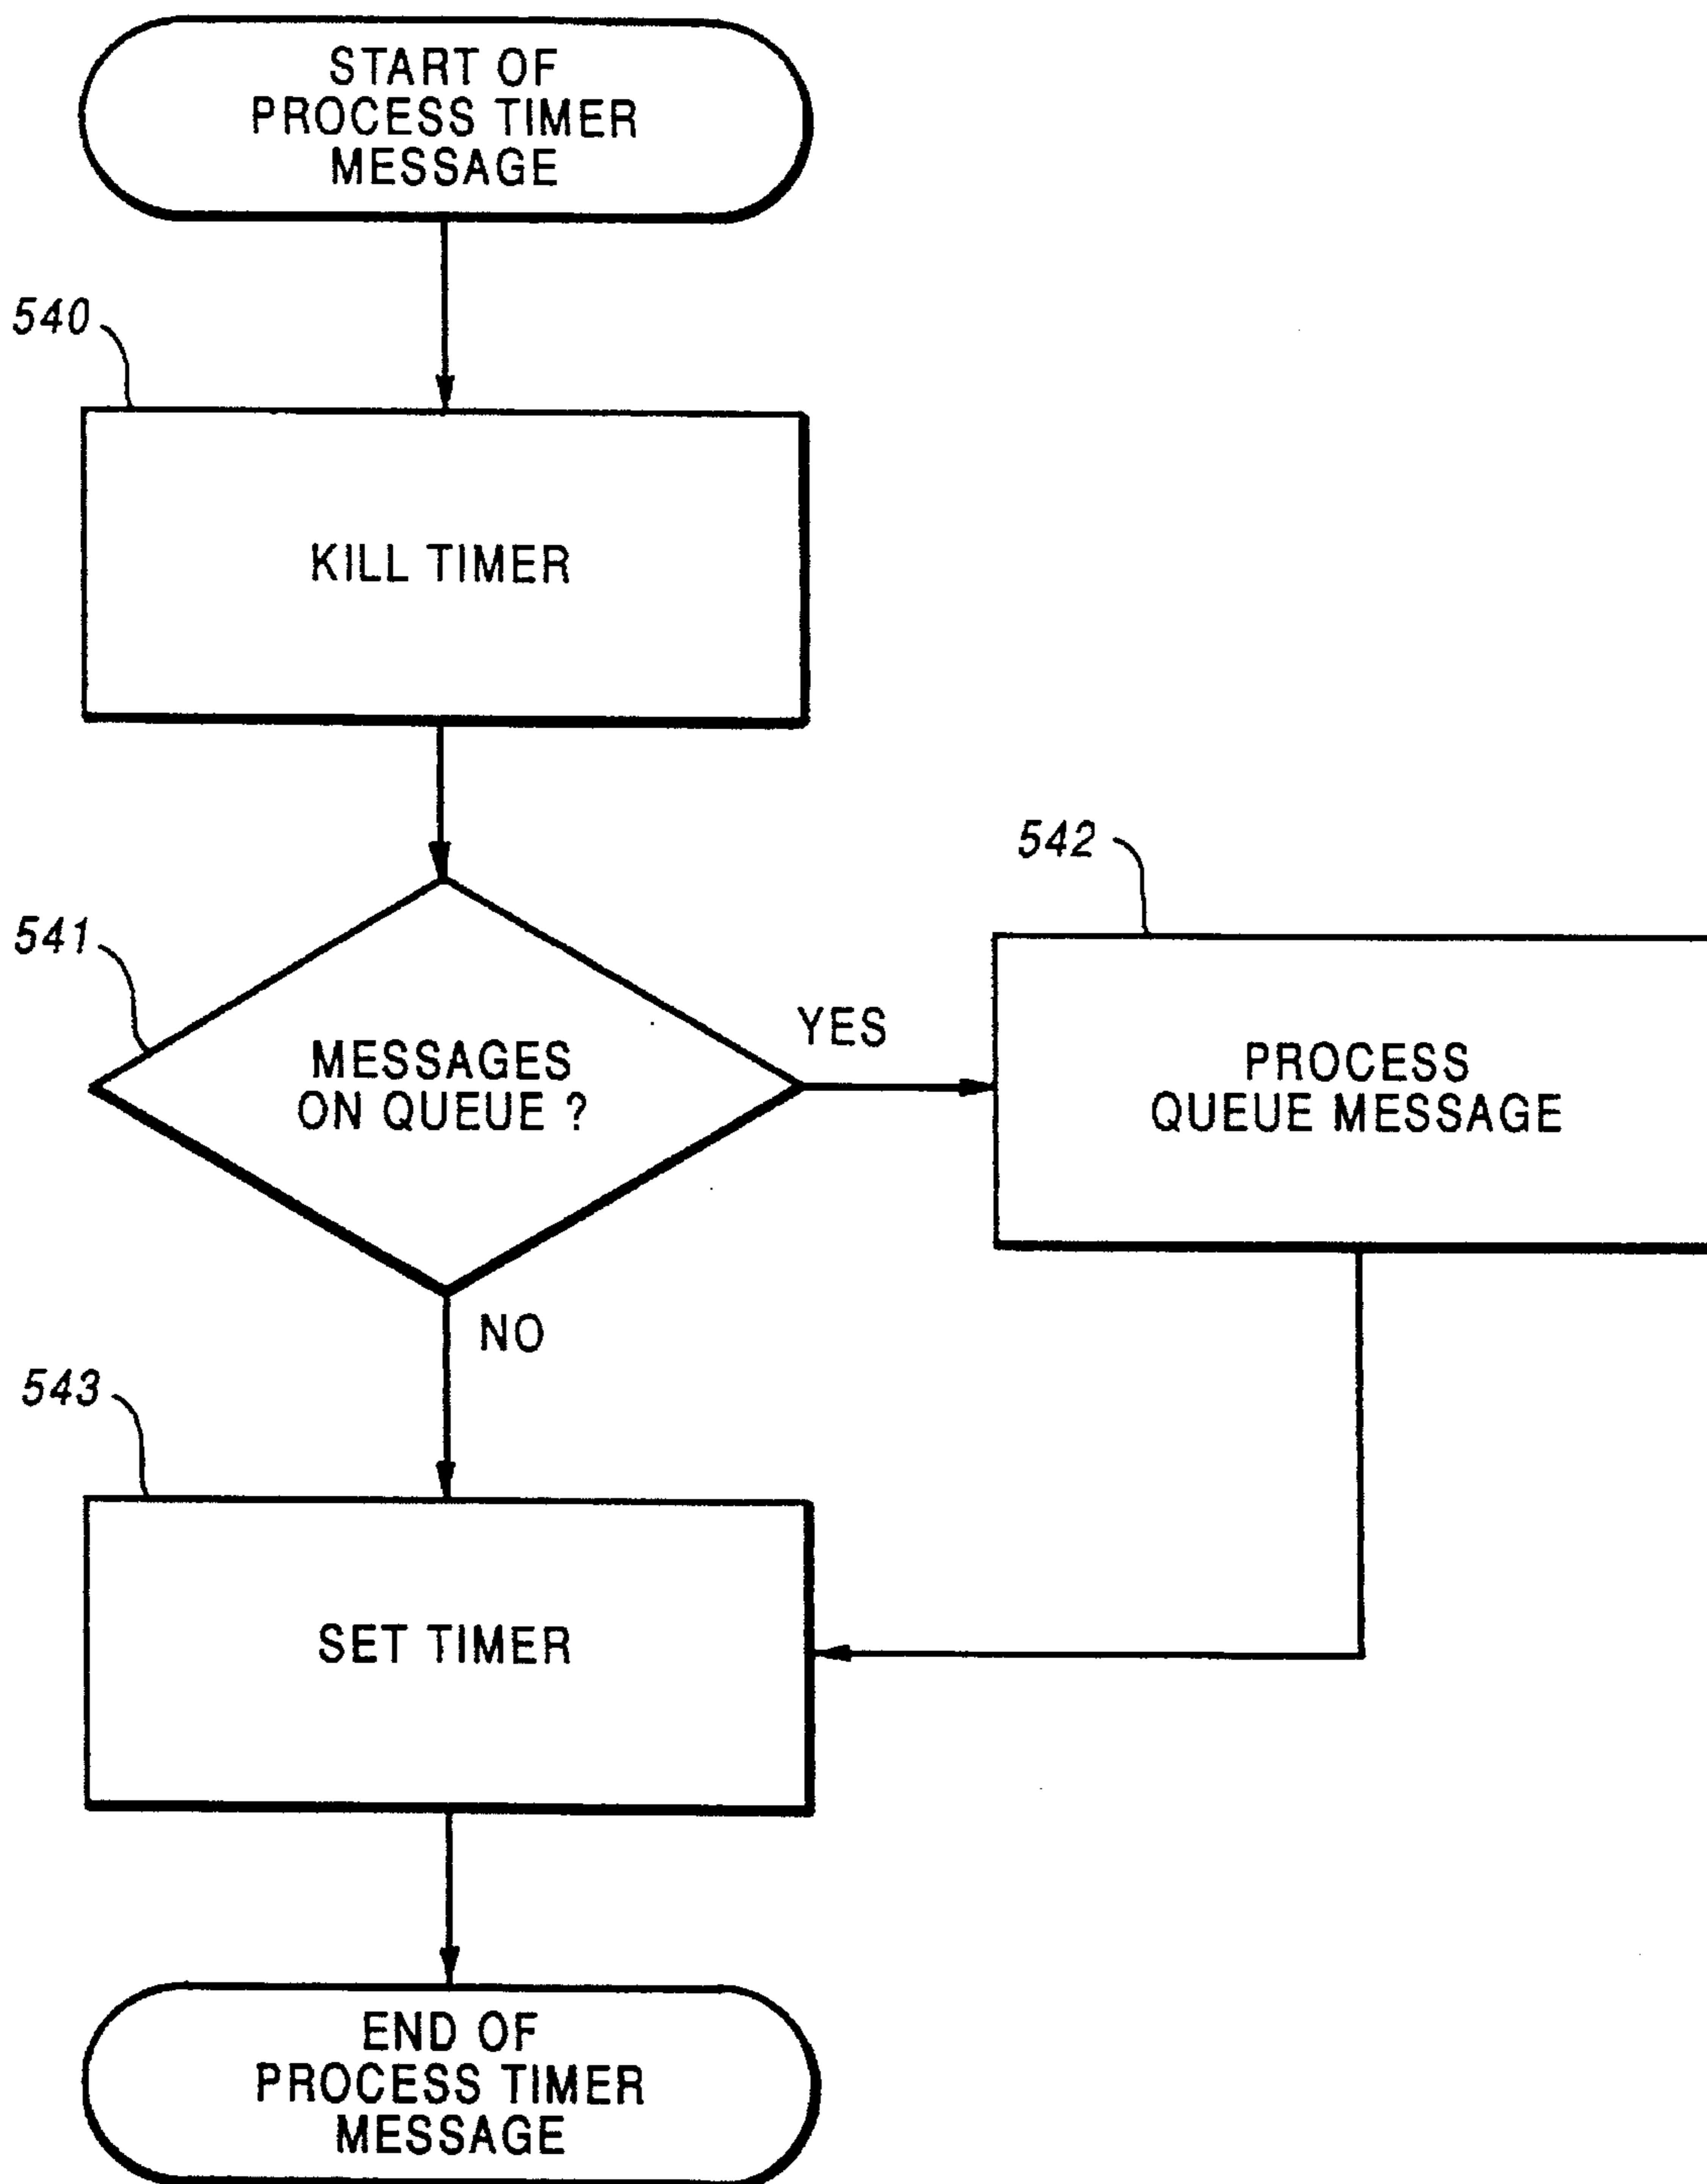 START OF
PROCESS TIMER
MESSAGE
540
KILL TIMER
541
MESSAGES
ON QUEUE ?
YES
542
PROCESS
QUEUE MESSAGE
NO
543
SET TIMER
END OF
PROCESS TIMER
MESSAGE